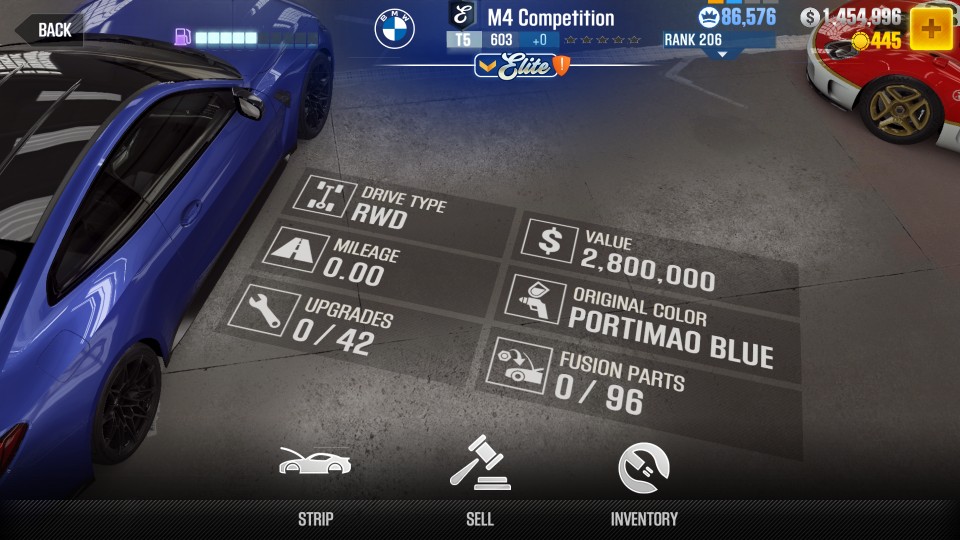 BACK
BMW
M4 Competition
T5 603 +0
Elite
86,576
RANK 206
$ 1,454,996
445
DRIVE TYPE
RWD
MILEAGE
0.00
UPGRADES
0 / 42
$
VALUE
2,800,000
ORIGINAL COLOR
PORTIMAO BLUE
FUSION PARTS
0 / 96
STRIP
SELL
INVENTORY